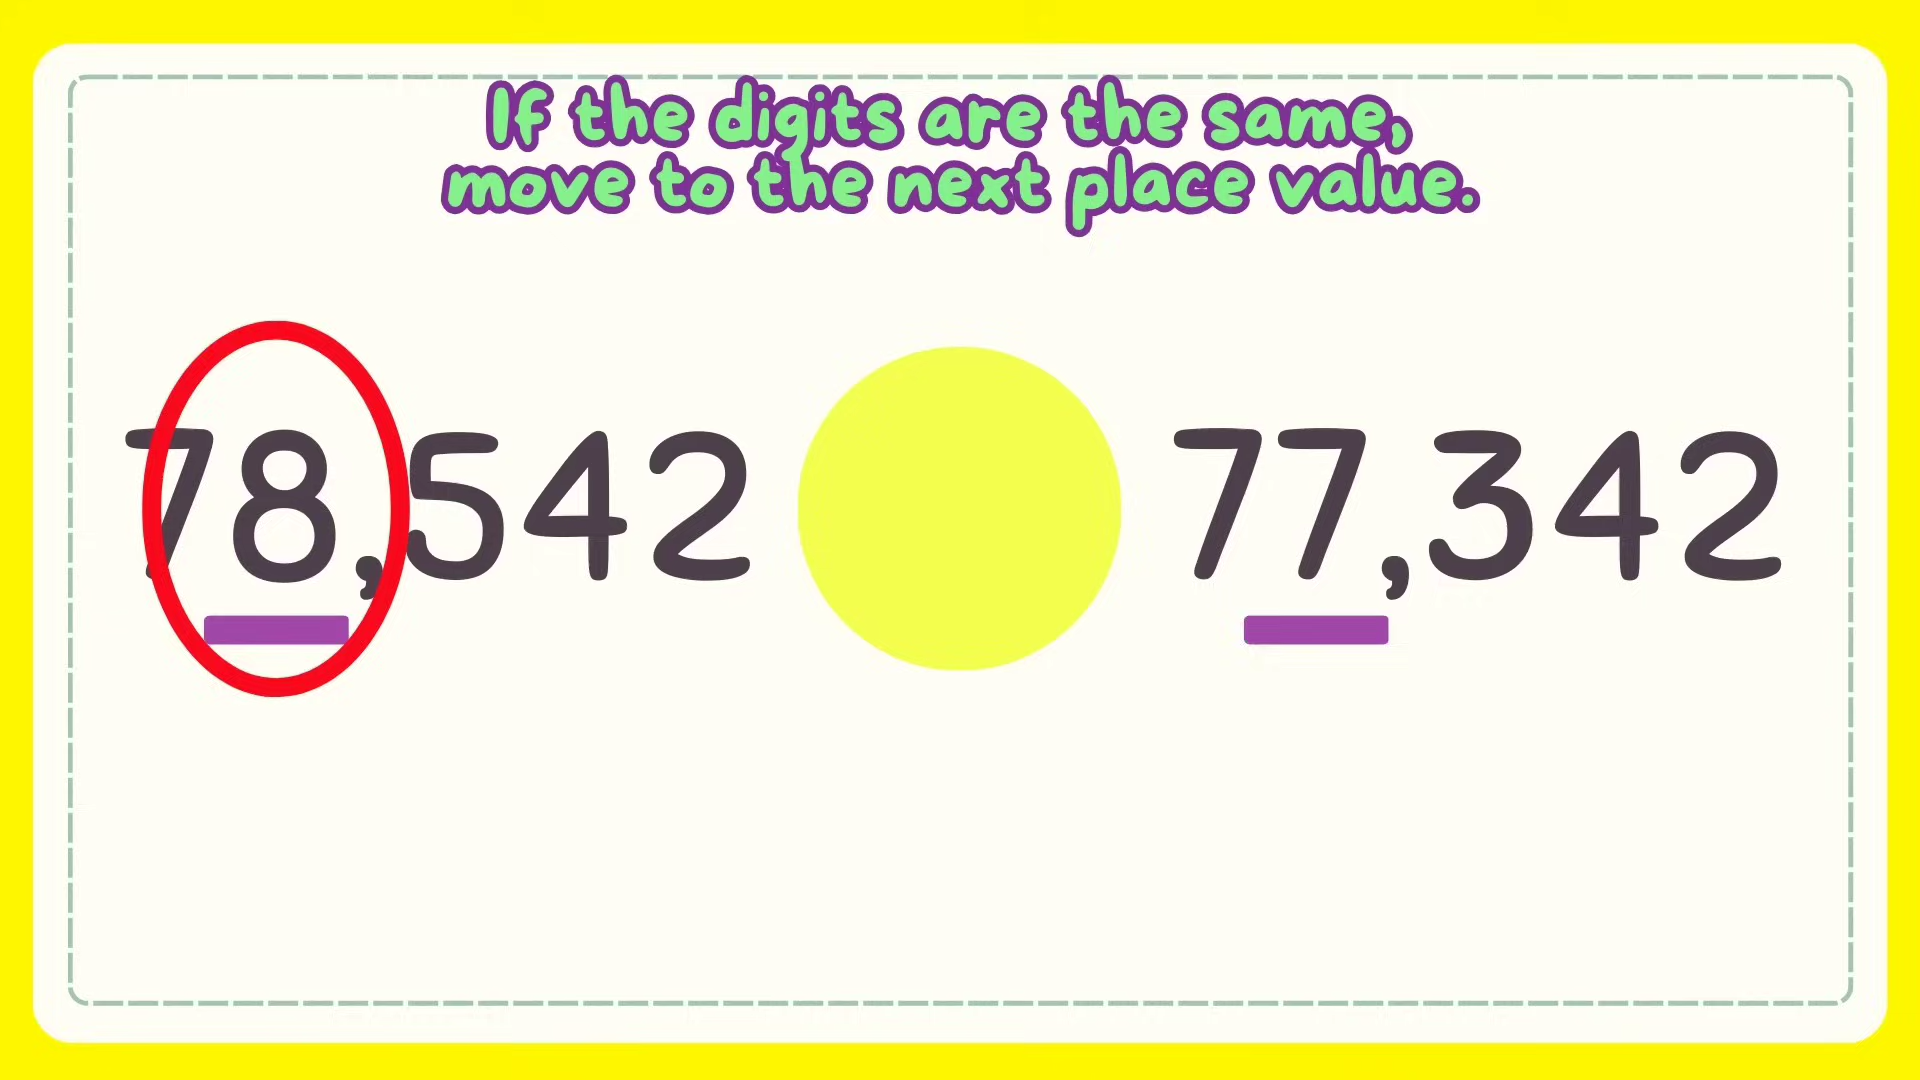 If the digits are the same,
move to the next place value.
78,542 77,342